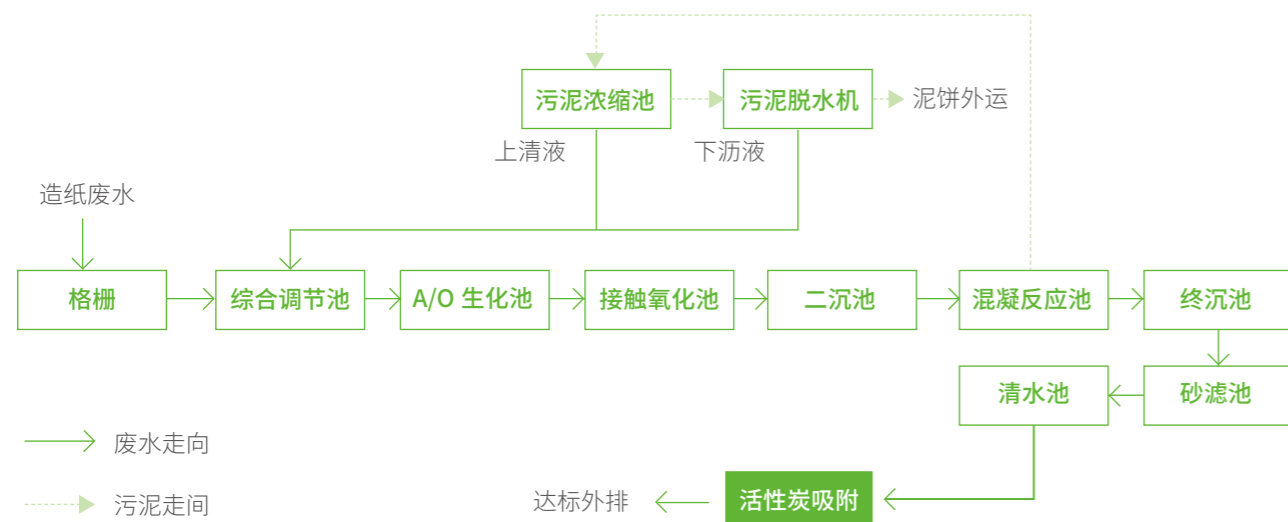 污泥浓缩池
污泥脱水机
泥饼外运
上清液
下沥液
造纸废水
格栅
综合调节池
A/O 生化池
接触氧化池
二沉池
混凝反应池
终沉池
清水池
砂滤池
废水走向
污泥走间
达标外排
活性炭吸附